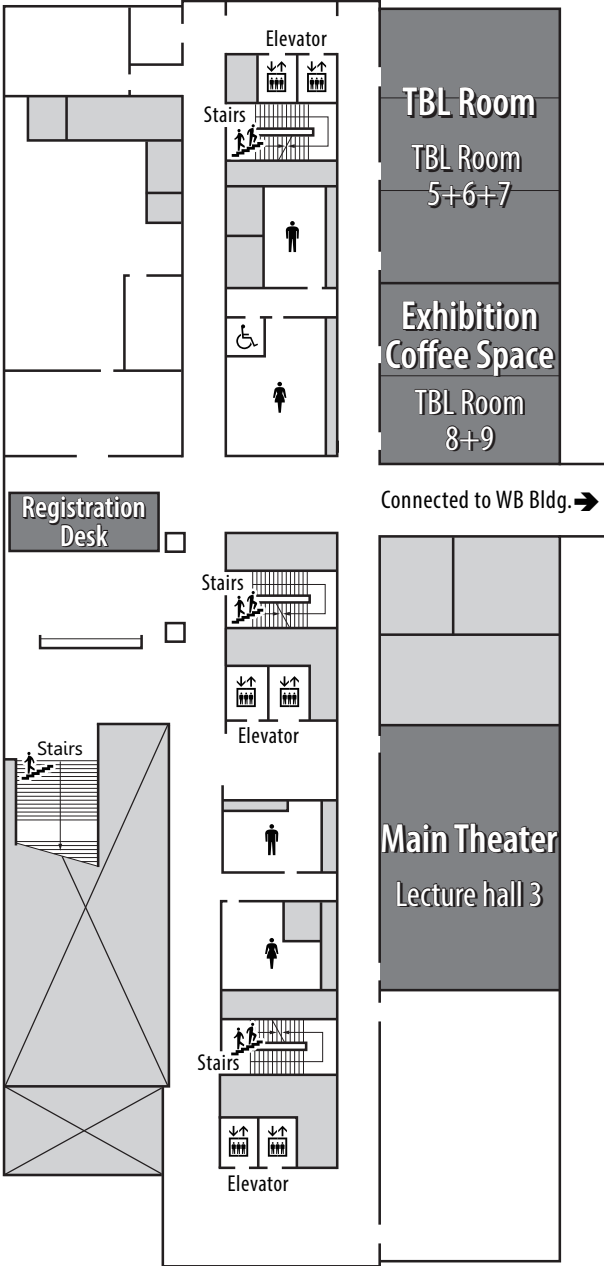 Elevator
Stairs
TBL Room
TBL Room
5+6+7
Exhibition
Coffee Space
TBL Room
8+9
Connected to WB Bldg.
Registration
Desk
Stairs
Elevator
Stairs
Main Theater
Lecture hall 3
Stairs
Elevator